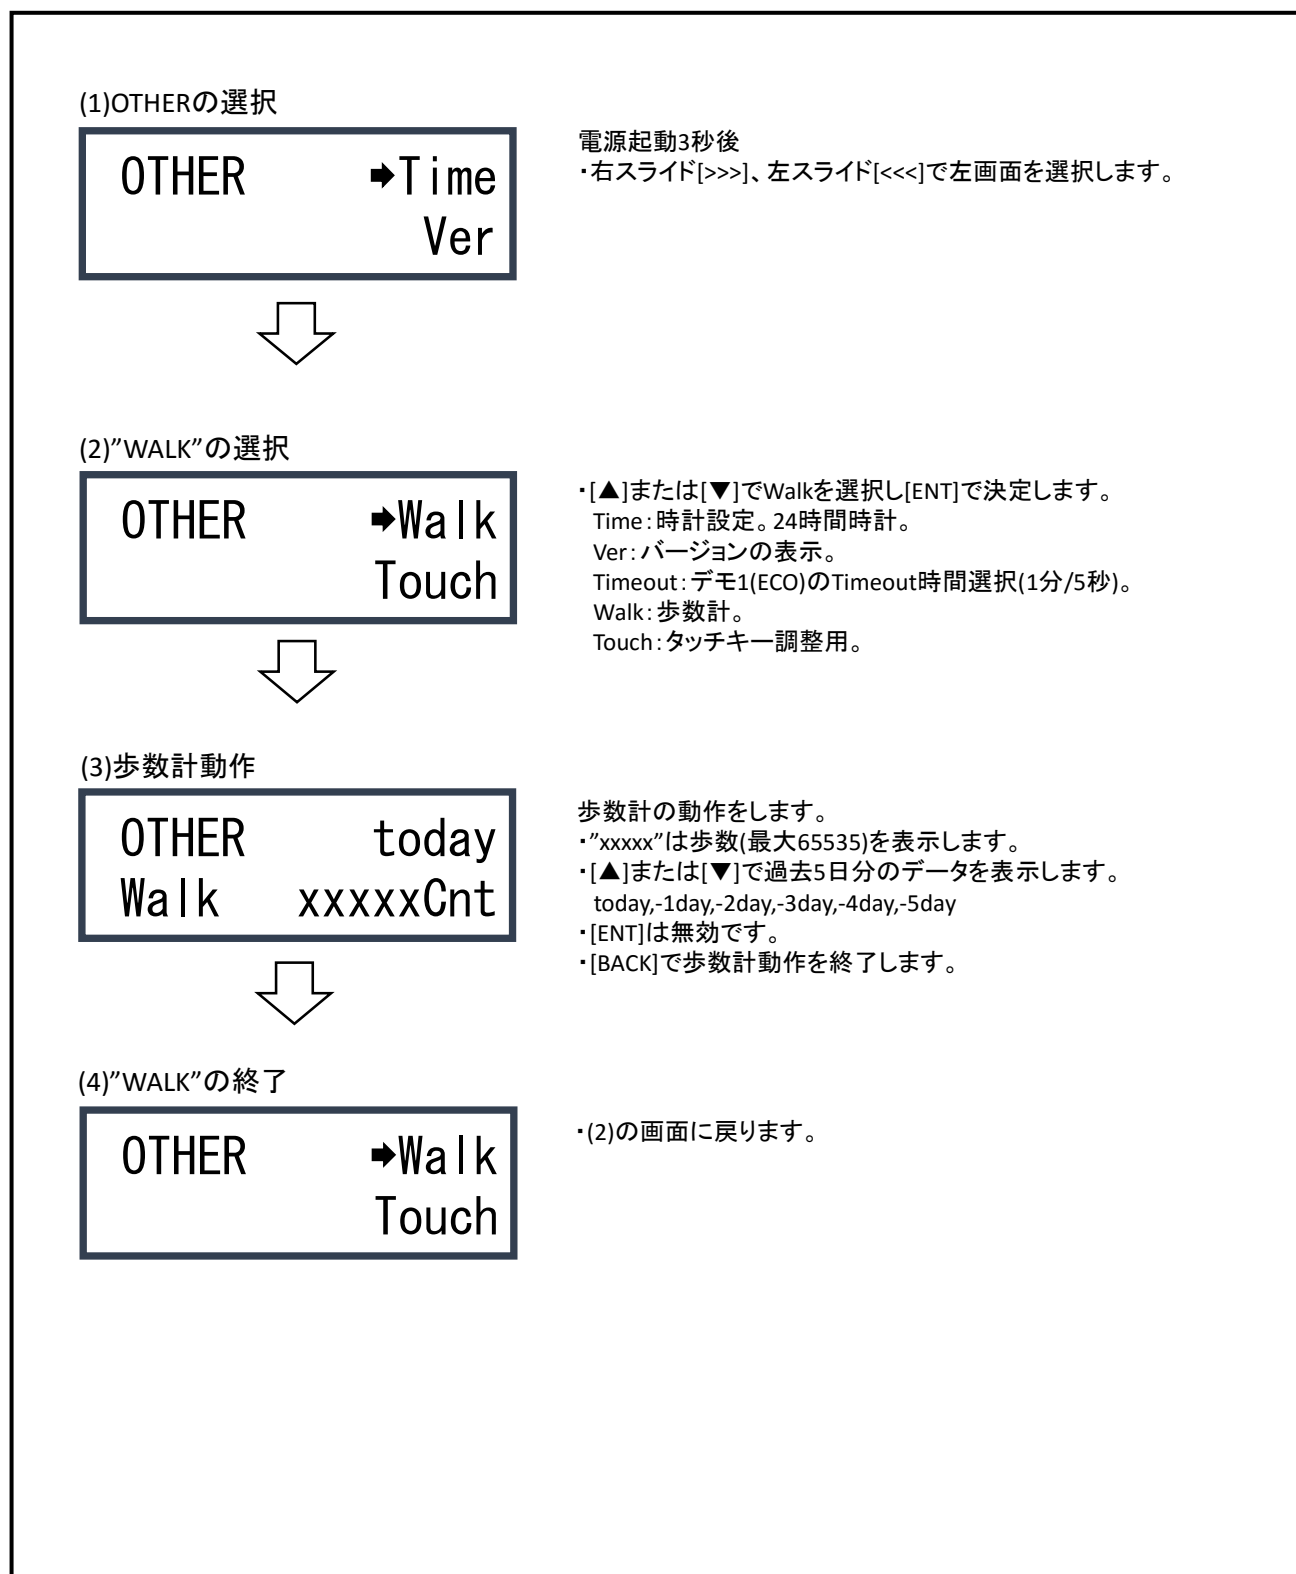 (1)OTHERの選択
OTHER ➡Time
Ver
電源起動3秒後
・右スライド[>>>]、左スライド[<<<]で左画面を選択します。
(2)”WALK”の選択
OTHER ➡Walk
Touch
・[▲]または[▼]でWalkを選択し[ENT]で決定します。
Time：時計設定。24時間時計。
Ver：バージョンの表示。
Timeout：デモ1(ECO)のTimeout時間選択(1分/5秒)。
Walk：歩数計。
Touch：タッチキー調整用。
(3)歩数計動作
OTHER today
Walk xxxxxCnt
歩数計の動作をします。
・”xxxxx”は歩数(最大65535)を表示します。
・[▲]または[▼]で過去5日分のデータを表示します。
today,-1day,-2day,-3day,-4day,-5day
・[ENT]は無効です。
・[BACK]で歩数計動作を終了します。
(4)”WALK”の終了
OTHER ➡Walk
Touch
・(2)の画面に戻ります。